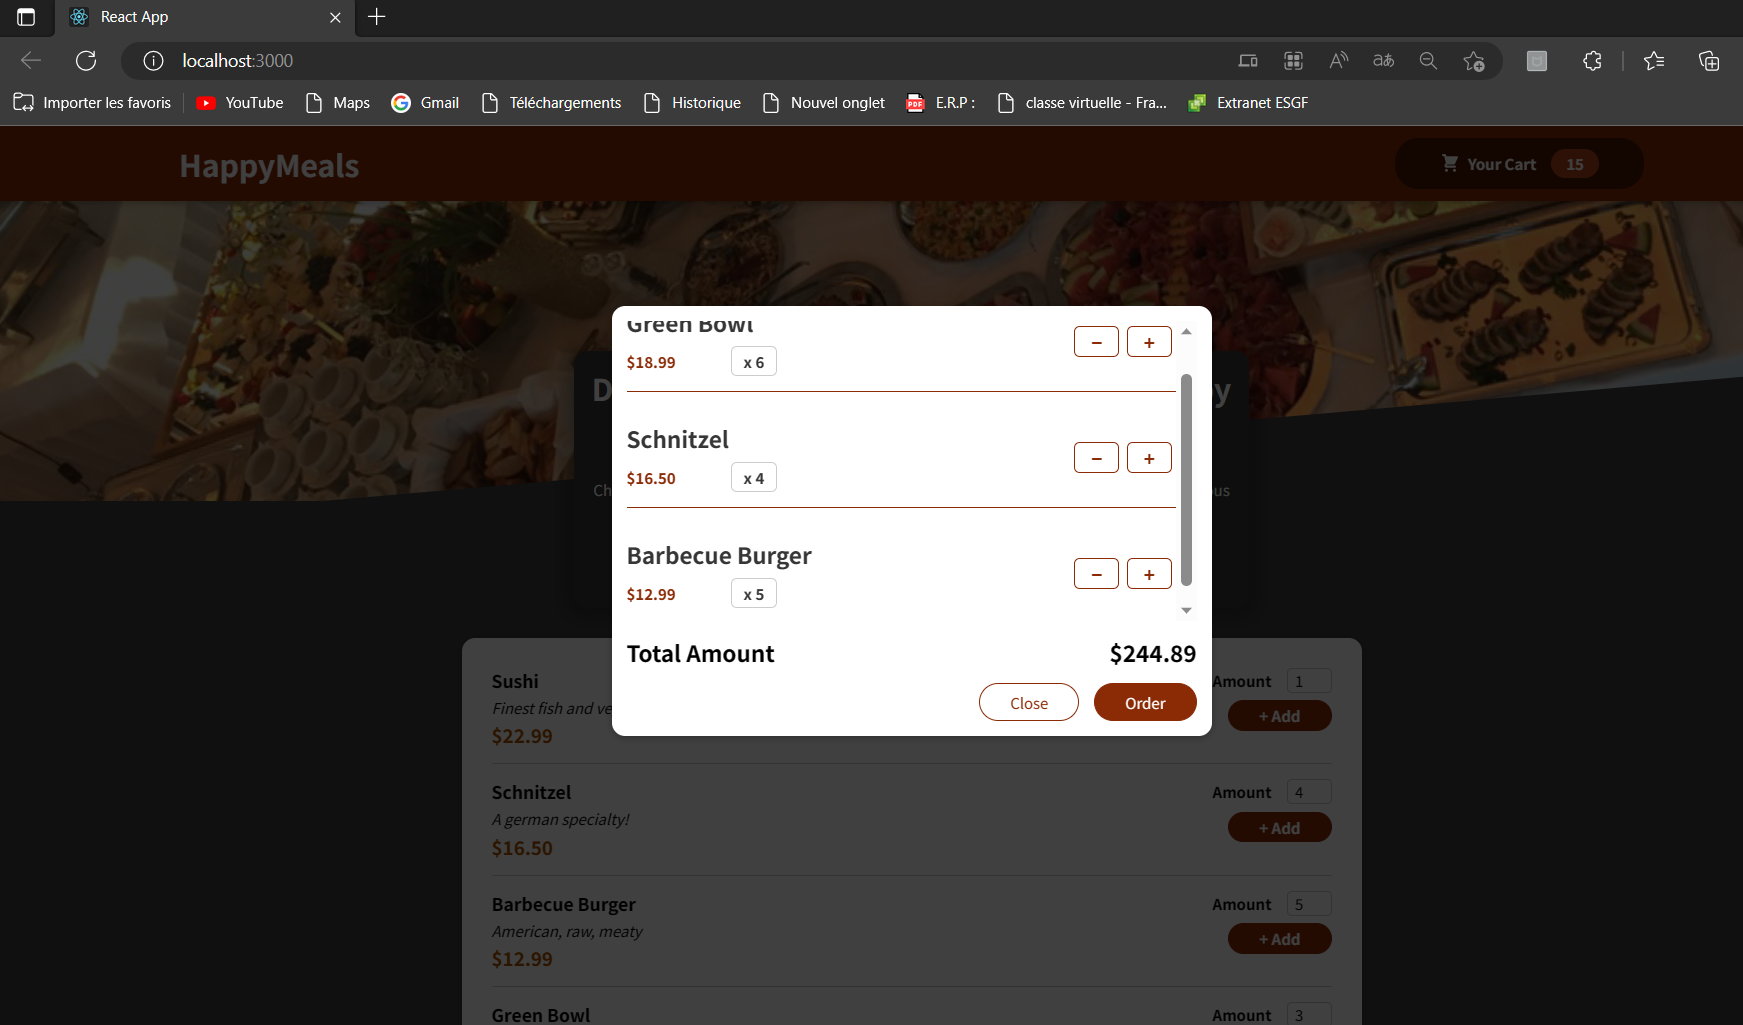 React App
localhost:3000
Importer les favoris YouTube Maps Gmail Téléchargements Historique Nouvel onglet E.R.P : classe virtuelle - Fra... Extranet ESGF
HappyMeals
Your Cart 15
Green Bowl
$18.99 x 6 − +
D y
Schnitzel
$16.50 x 4 − +
Ch ous
Barbecue Burger
$12.99 x 5 − +
Total Amount $244.89
Close Order
Sushi Amount 1
Finest fish and ve
+ Add
$22.99
Schnitzel Amount 4
A german specialty!
+ Add
$16.50
Barbecue Burger Amount 5
American, raw, meaty
+ Add
$12.99
Green Bowl Amount 3